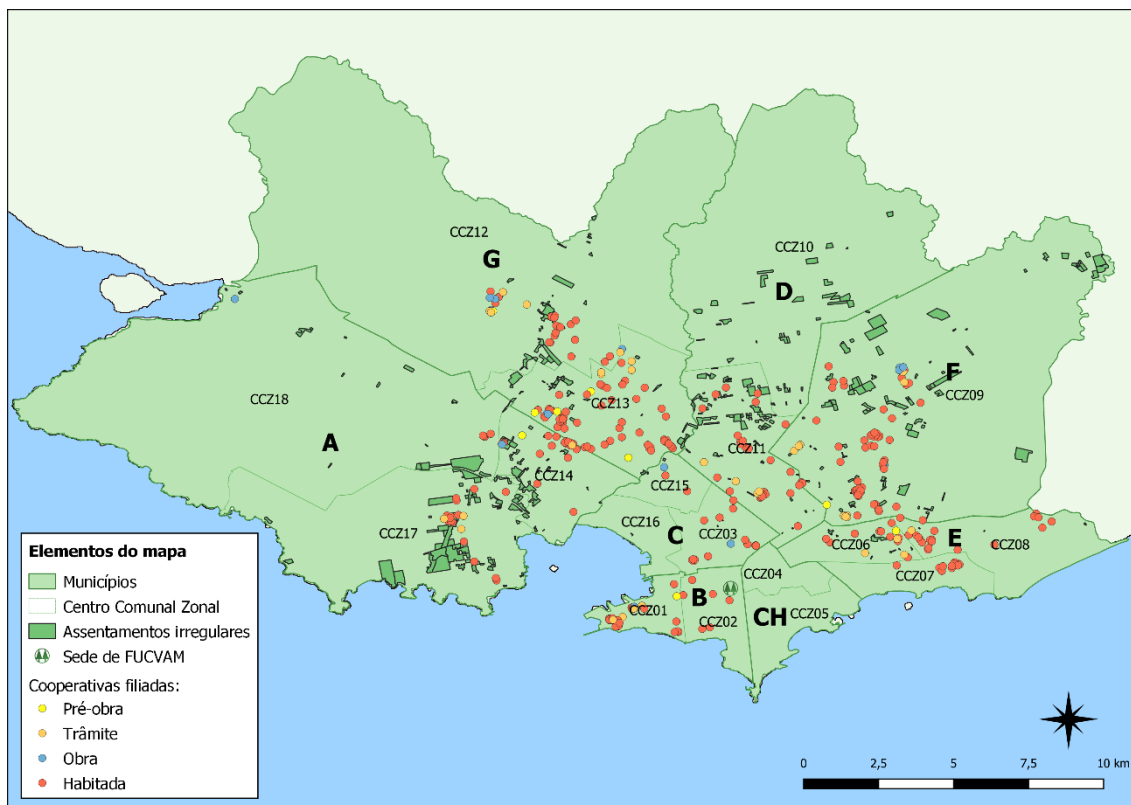 CCZ12
G
CCZ10
D
F
CCZ09
CCZ18
A
CCZ13
CCZ11
CCZ14
CCZ15
CCZ17
CCZ16
C
CCZ03
CCZ06
E
CCZ08
CCZ07
CCZ04
B
CCZ01
CCZ02
CH
CCZ05
Elementos do mapa
Municípios
Centro Comunal Zonal
Assentamentos irregulares
Sede de FUCVAM
Cooperativas filiadas:
Pré-obra
Trâmite
Obra
Habitada
0 2,5 5 7,5 10 km